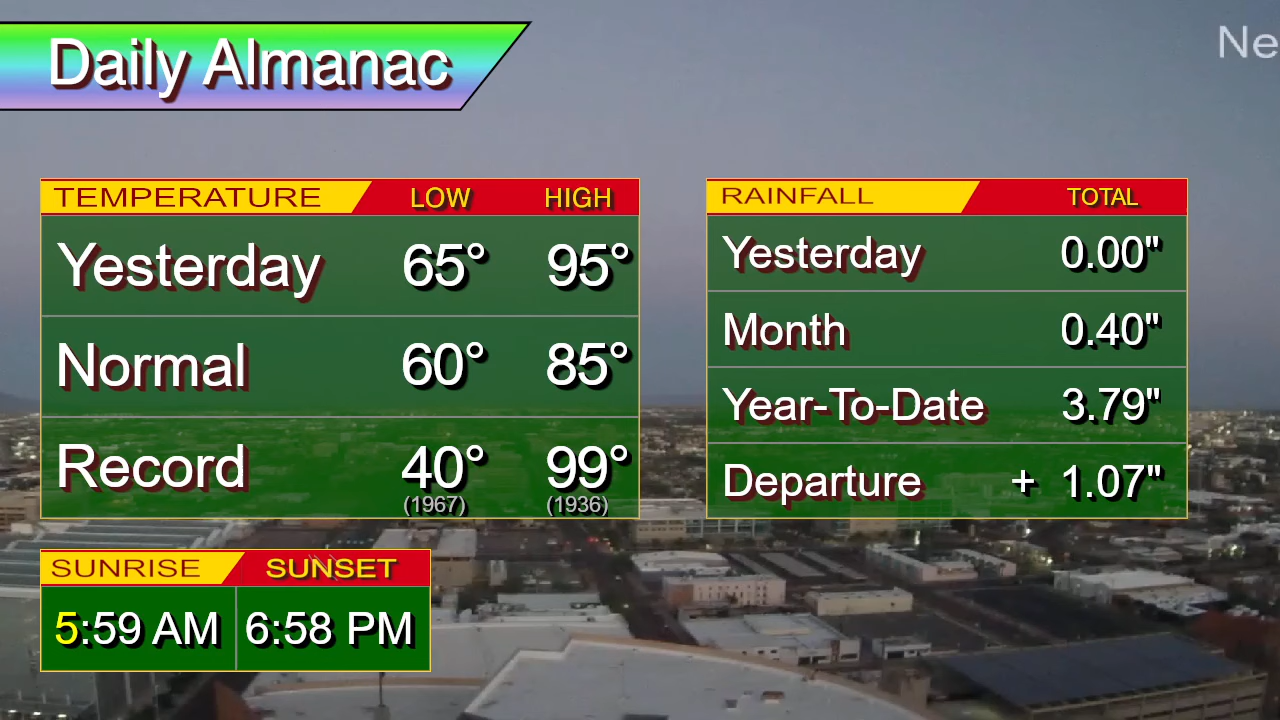 Daily Almanac
Ne
TEMPERATURE LOW HIGH
Yesterday 65° 95°
Normal 60° 85°
Record 40° 99°
(1967) (1936)
RAINFALL TOTAL
Yesterday 0.00"
Month 0.40"
Year-To-Date 3.79"
Departure + 1.07"
SUNRISE SUNSET
5:59 AM 6:58 PM